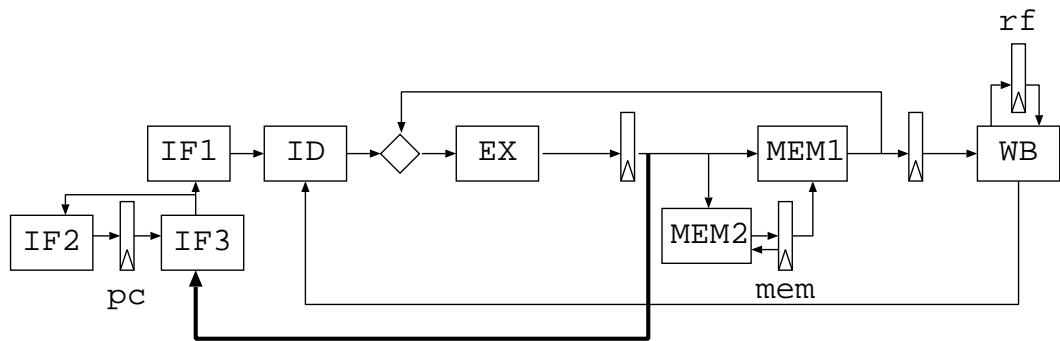 rf
IF1
ID
EX
MEM1
WB
IF2
IF3
MEM2
pc
mem